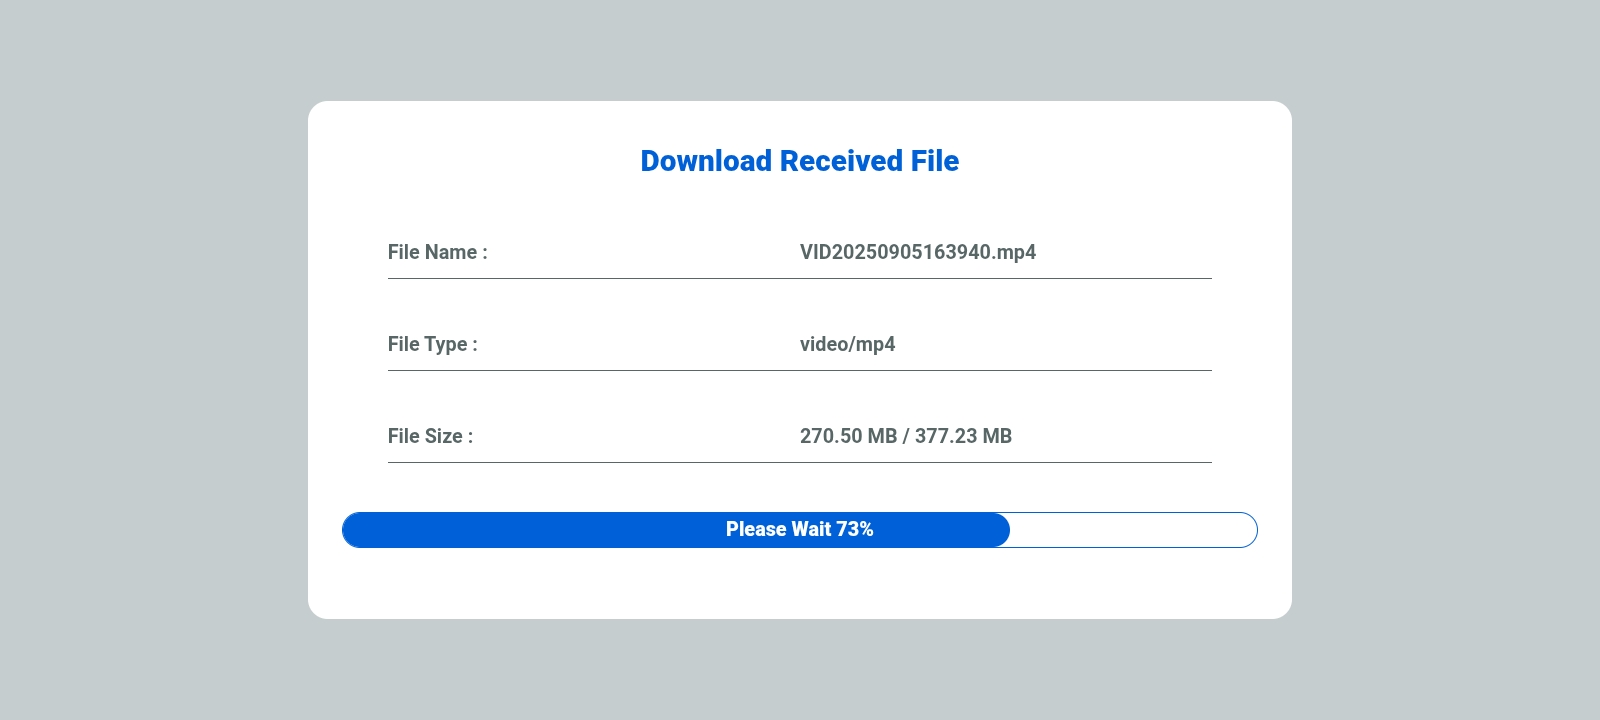 Download Received File
File Name : VID20250905163940.mp4
File Type : video/mp4
File Size : 270.50 MB / 377.23 MB
Please Wait 73%